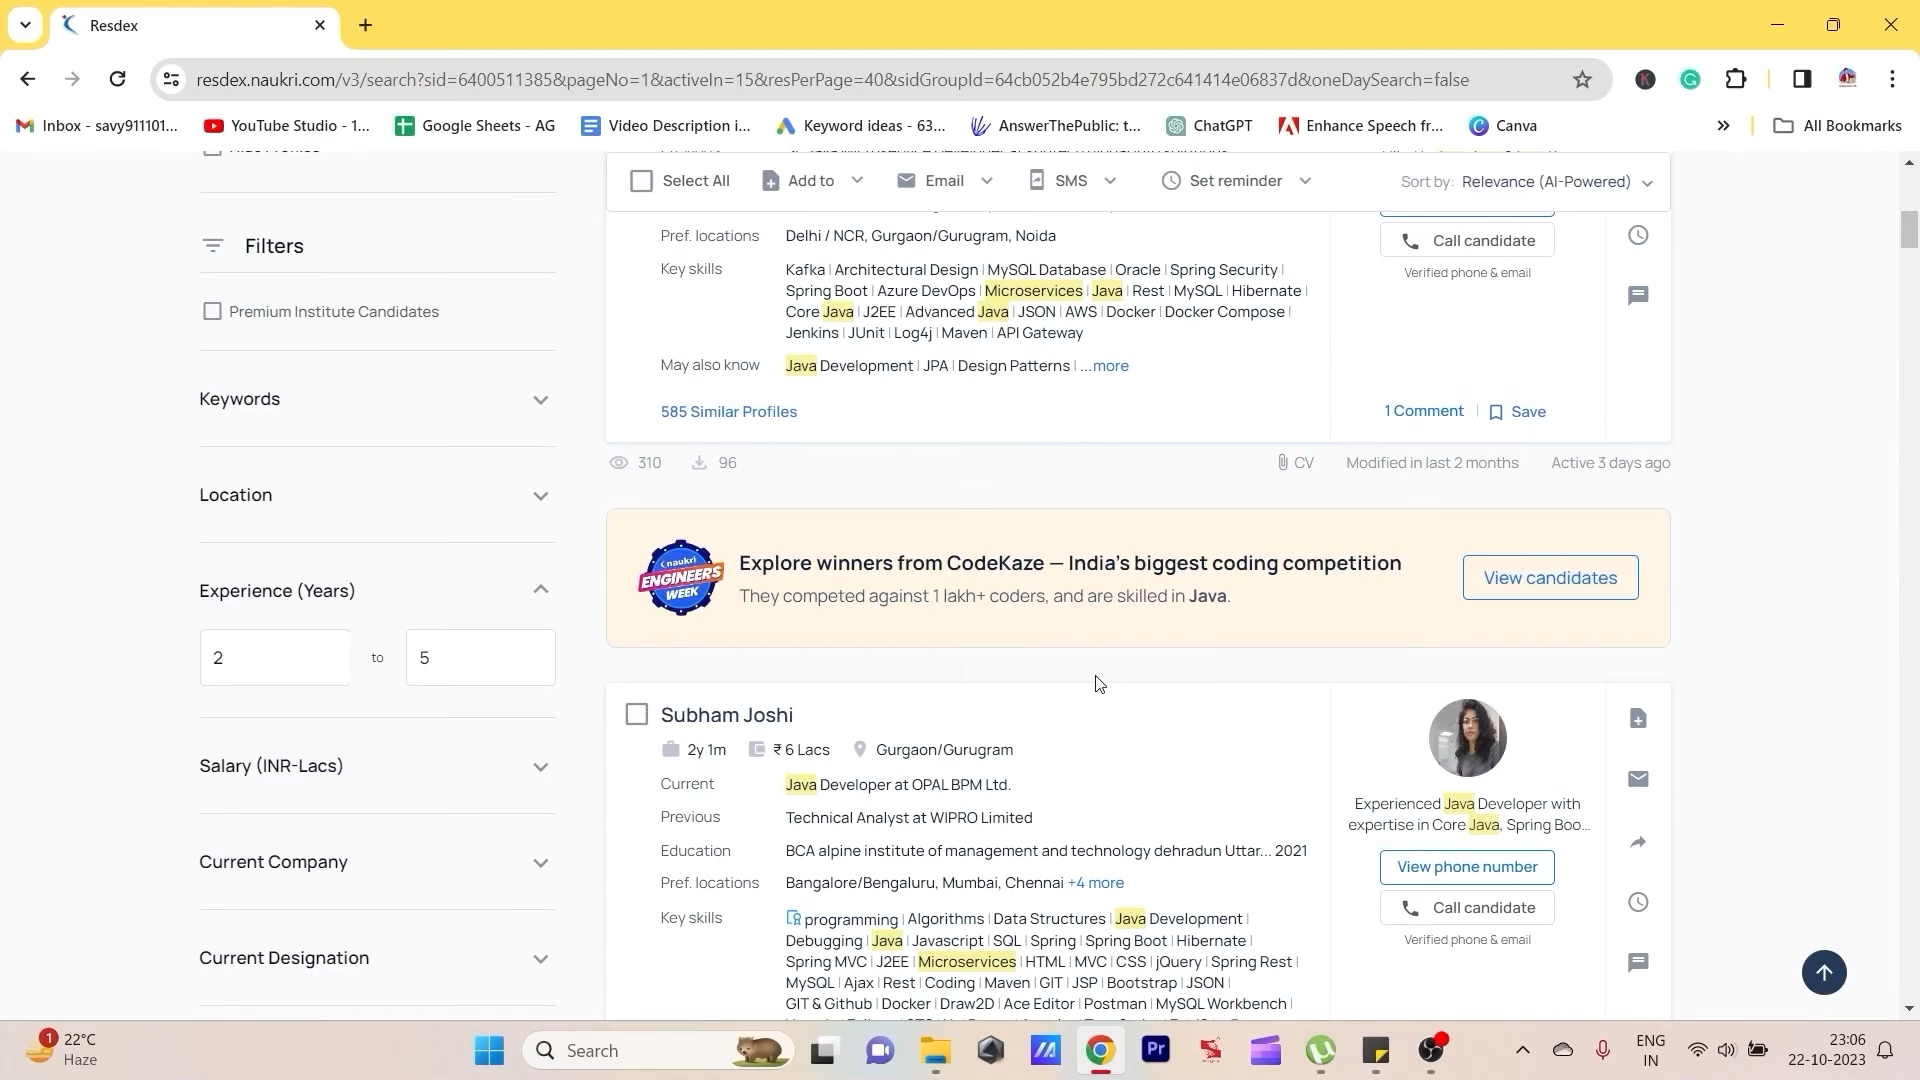 Resdex
resdex.naukri.com/v3/search?sid=6400511385&pageNo=1&activeIn=15&resPerPage=40&sidGroupId=64cb052b4e795bd272c641414e06837d&oneDaySearch=false
Inbox - savy911101...
YouTube Studio - 1...
Google Sheets - AG
Video Description i...
Keyword ideas - 63...
AnswerThePublic: t...
ChatGPT
Enhance Speech fr...
Canva
All Bookmarks
Select All
Add to
Email
SMS
Set reminder
Sort by: Relevance (AI-Powered)
Filters
Premium Institute Candidates
Keywords
Location
Experience (Years)
2 to 5
Salary (INR-Lacs)
Current Company
Current Designation
Pref. locations Delhi / NCR, Gurgaon/Gurugram, Noida
Key skills Kafka | Architectural Design | MySQL Database | Oracle | Spring Security |
Spring Boot | Azure DevOps | Microservices | Java | Rest | MySQL | Hibernate |
Core Java | J2EE | Advanced Java | JSON | AWS | Docker | Docker Compose |
Jenkins | JUnit | Log4j | Maven | API Gateway
May also know Java Development | JPA | Design Patterns | ...more
585 Similar Profiles
Call candidate
Verified phone & email
1 Comment | Save
310 96
CV Modified in last 2 months Active 3 days ago
naukri
ENGINEERS
WEEK
Explore winners from CodeKaze — India's biggest coding competition
They competed against 1 lakh+ coders, and are skilled in Java.
View candidates
Subham Joshi
2y 1m ₹ 6 Lacs Gurgaon/Gurugram
Current Java Developer at OPAL BPM Ltd.
Previous Technical Analyst at WIPRO Limited
Education BCA alpine institute of management and technology dehradun Uttar... 2021
Pref. locations Bangalore/Bengaluru, Mumbai, Chennai +4 more
Key skills programming | Algorithms | Data Structures | Java Development |
Debugging | Java | Javascript | SQL | Spring | Spring Boot | Hibernate |
Spring MVC | J2EE | Microservices | HTML | MVC | CSS | jQuery | Spring Rest |
MySQL | Ajax | Rest | Coding | Maven | GIT | JSP | Bootstrap | JSON |
GIT & Github | Docker | Draw2D | Ace Editor | Postman | MySQL Workbench |
Experienced Java Developer with
expertise in Core Java, Spring Boo...
View phone number
Call candidate
Verified phone & email
1
22°C
Haze
Search
Pr
ENG
IN
23:06
22-10-2023